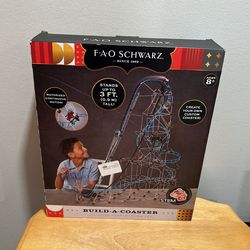 FAO SCHWARZ
SINCE 1862
MOTORIZED
CONTINUOUS
MOTION!
STANDS
UP TO
3 FT.
(0.9 M)
TALL!
AGES
8+
CREATE
YOUR OWN
CUSTOM
COASTER!
STEM
BUILD-A-COASTER